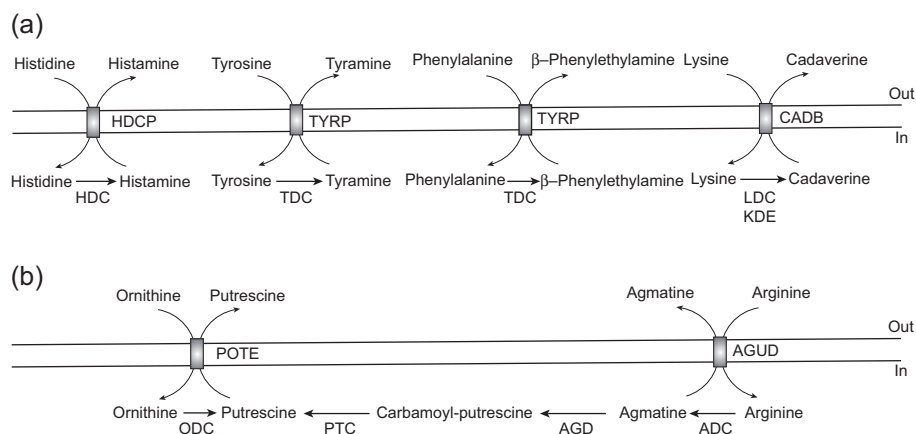 (a)
Histidine Histamine Tyrosine Tyramine Phenylalanine β–Phenylethylamine Lysine Cadaverine
Out
HDCP TYRP TYRP CADB
In
Histidine Histamine Tyrosine Tyramine Phenylalanine β–Phenylethylamine Lysine Cadaverine
HDC TDC TDC LDC
KDE
(b)
Ornithine Putrescine Agmatine Arginine
Out
POTE AGUD
In
Ornithine Putrescine Carbamoyl-putrescine Agmatine Arginine
ODC PTC AGD ADC